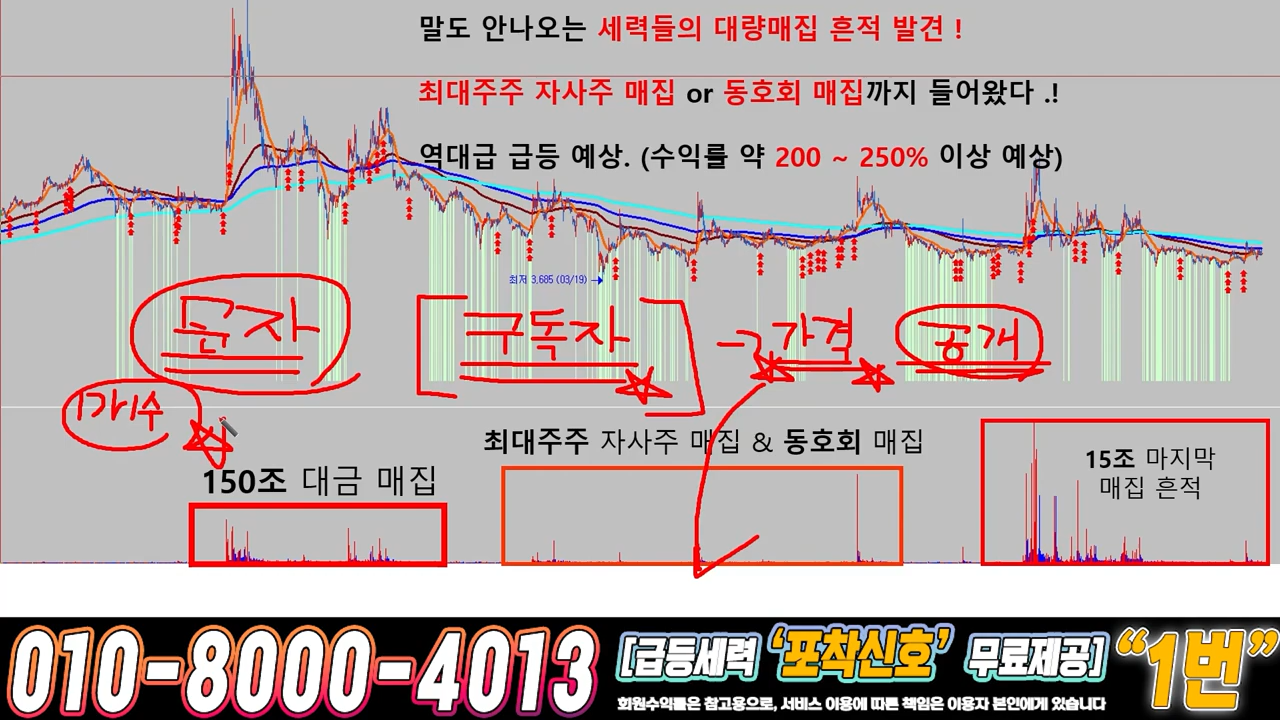 말도 안나오는 세력들의 대량매집 흔적 발견 !
최대주주 자사주 매집 or 동호회 매집까지 들어왔다 .!
역대급 급등 예상. (수익률 약 200 ~ 250% 이상 예상)
최저 3,685 (03/19)
문자
구독자
가격
공개
최대주주 자사주 매집 & 동호회 매집
150조 대금 매집
15조 마지막
매집 흔적
010-8000-4013
[급등세력 ‘포착신호’ 무료제공] “1번”
회원수익률은 참고용으로, 서비스 이용에 따른 책임은 이용자 본인에게 있습니다